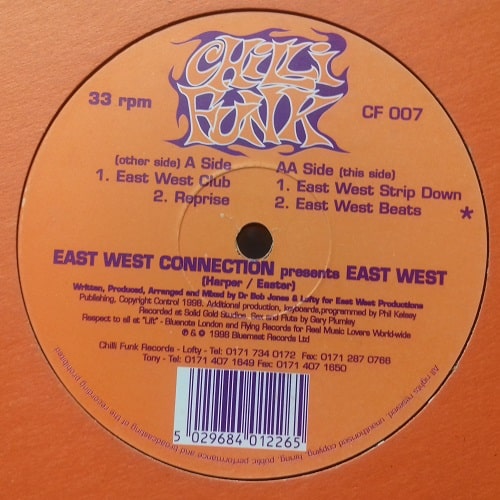 CHILLI
FUNK
33 rpm
CF 007
(other side) A Side
1. East West Club
2. Reprise
AA Side (this side)
1. East West Strip Down
2. East West Beats *
EAST WEST CONNECTION presents EAST WEST
(Harper / Easter)
Written, Produced, Arranged and Mixed by Dr Bob Jones & Lofty for East West Productions
Publishing, Copyright Control 1998. Additional production, keyboards, programmed by Phil Kelsey
Recorded at Solid Gold Studios. Sax and Flute by Gary Plumley
Respect to all at "Lift" - Bluenote London and Flying Records for Real Music Lovers World-wide
℗ & © 1998 Bluemset Records Ltd
Chilli Funk Records - Lofty - Tel: 0171 734 0172 Fax: 0171 287 0766
Tony - Tel: 0171 407 1649 Fax: 0171 407 1650
5 029684 012265
All rights reserved. unauthorised copying, hiring, public performance and broadcasting of the recording prohibited.